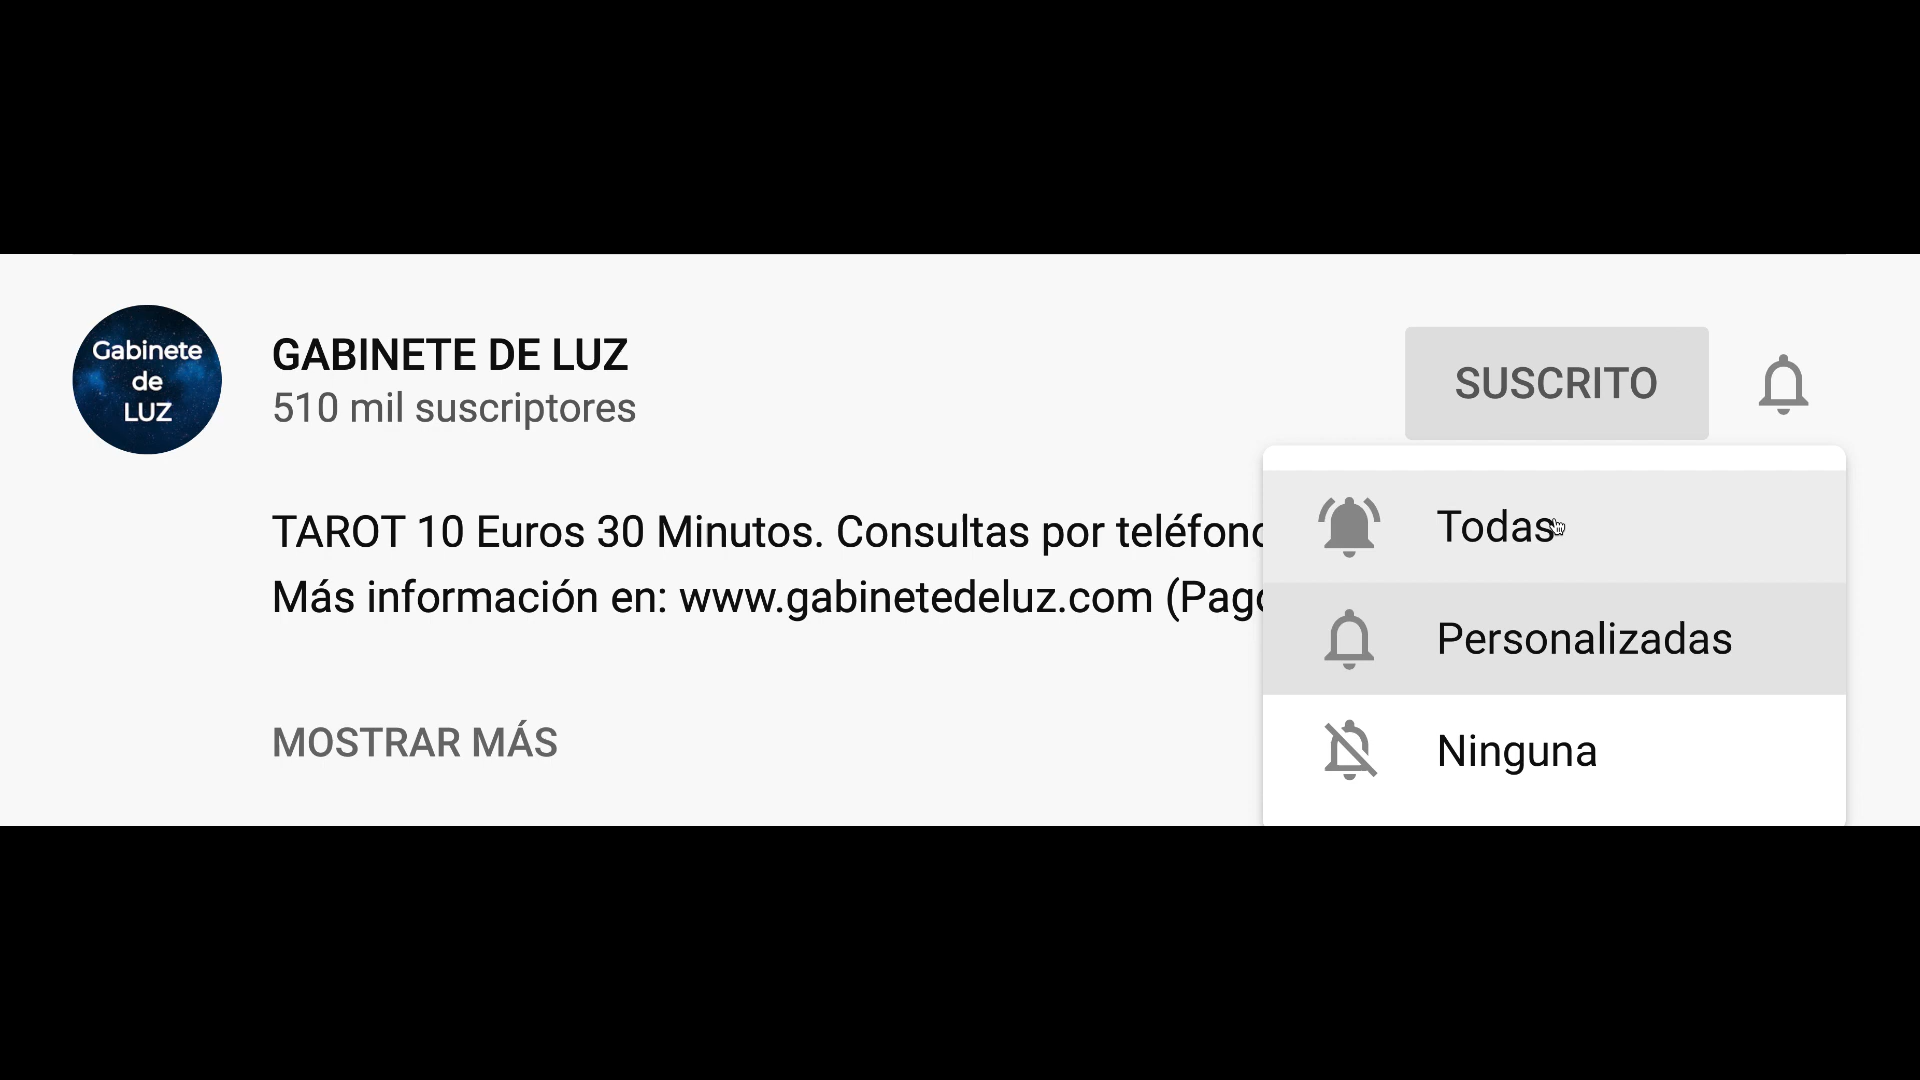 Gabinete
de
LUZ
GABINETE DE LUZ
510 mil suscriptores
SUSCRITO
TAROT 10 Euros 30 Minutos. Consultas por teléfono
Más información en: www.gabinetedeluz.com (Pago
MOSTRAR MÁS
Todas
Personalizadas
Ninguna